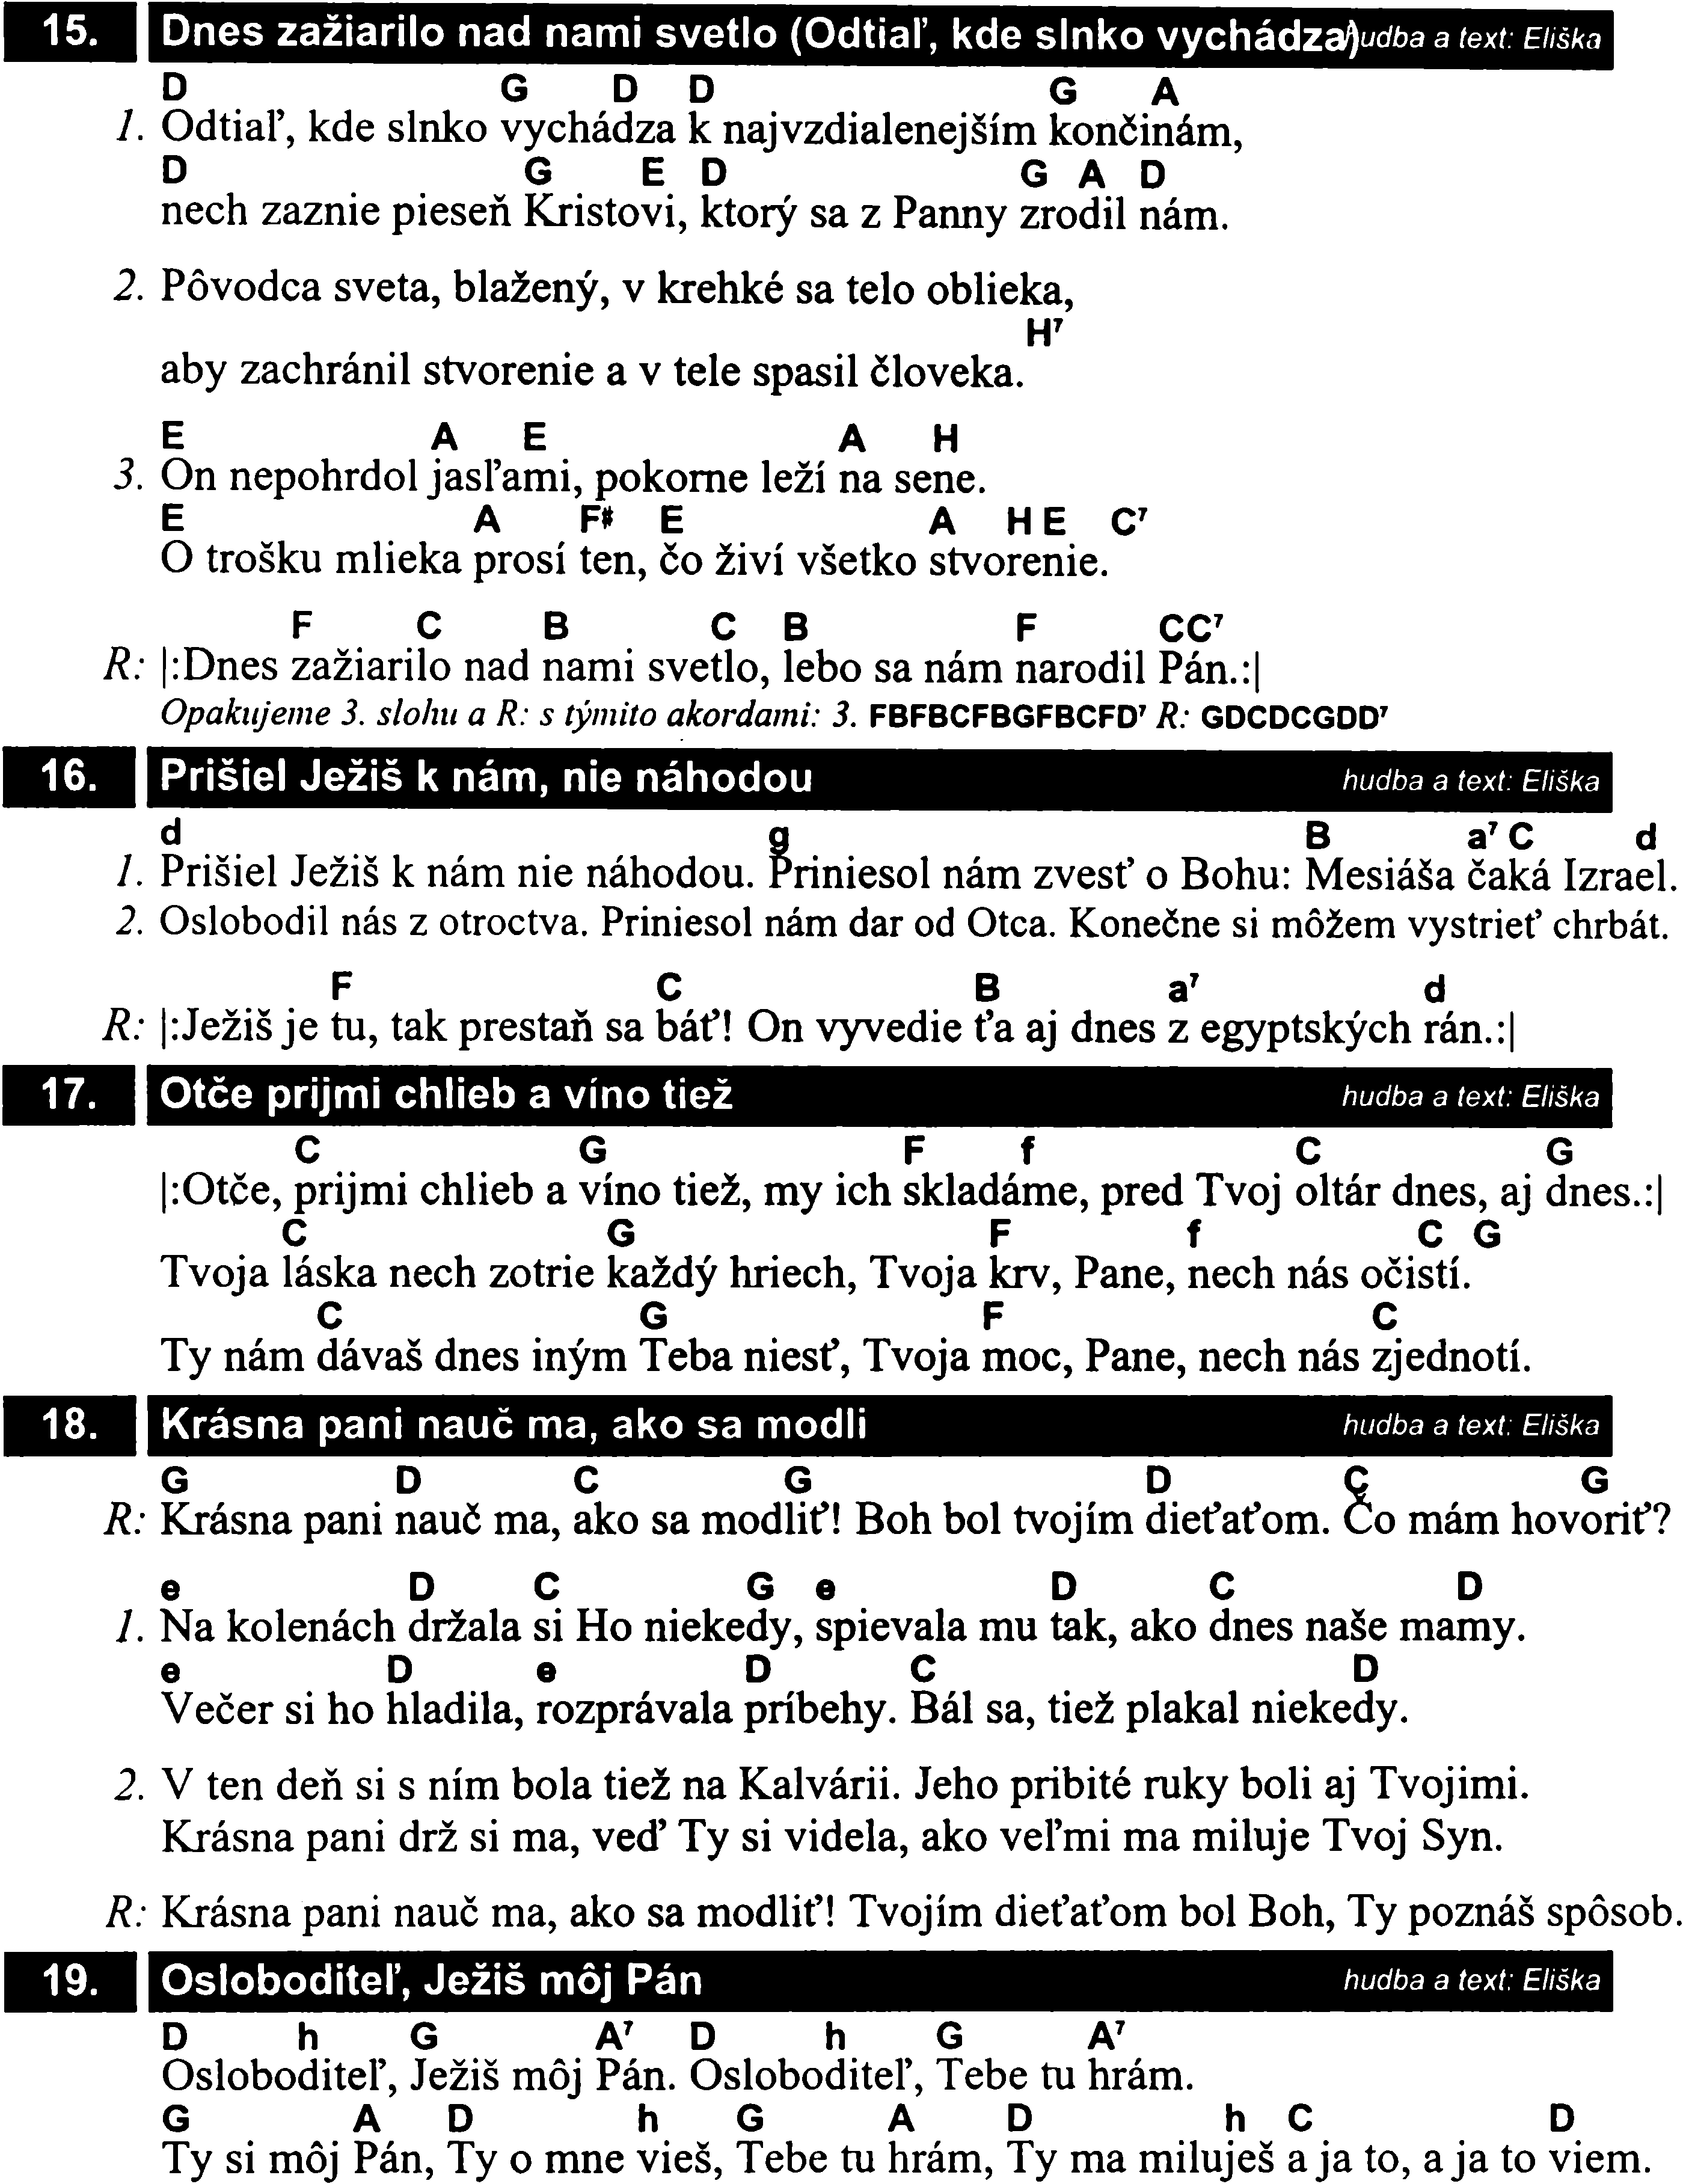 15. Dnes zažiarilo nad nami svetlo (Odtiaľ, kde slnko vychádza) hudba a text: Eliška
D G D D G A
1. Odtiaľ, kde slnko vychádza k najvzdialenejším končinám,
D G E D G A D
nech zaznie pieseň Kristovi, ktorý sa z Panny zrodil nám.
2. Pôvodca sveta, blažený, v krehké sa telo oblieka,
H7
aby zachránil stvorenie a v tele spasil človeka.
E A E A H
3. On nepohrdol jasľami, pokorne leží na sene.
E A F# E A H E C7
O trošku mlieka prosí ten, čo živí všetko stvorenie.
F C B C B F CC7
R: |:Dnes zažiarilo nad nami svetlo, lebo sa nám narodil Pán.:|
Opakujeme 3. slohu a R: s týmito akordami: 3. FBFBCFBGFBCFD7 R: GDCDCGDD7
16. Prišiel Ježiš k nám, nie náhodou hudba a text: Eliška
d g B a7 C d
1. Prišiel Ježiš k nám nie náhodou. Priniesol nám zvesť o Bohu: Mesiáša čaká Izrael.
2. Oslobodil nás z otroctva. Priniesol nám dar od Otca. Konečne si môžem vystrieť chrbát.
F C B a7 d
R: |:Ježiš je tu, tak prestaň sa báť! On vyvedie ťa aj dnes z egyptských rán.:|
17. Otče prijmi chlieb a víno tiež hudba a text: Eliška
C G F f C G
|:Otče, prijmi chlieb a víno tiež, my ich skladáme, pred Tvoj oltár dnes, aj dnes.:|
C G F f C G
Tvoja láska nech zotrie každý hriech, Tvoja krv, Pane, nech nás očistí.
C G F C
Ty nám dávaš dnes iným Teba niesť, Tvoja moc, Pane, nech nás zjednotí.
18. Krásna pani nauč ma, ako sa modli hudba a text: Eliška
G D C G D C G
R: Krásna pani nauč ma, ako sa modliť! Boh bol tvojím dieťaťom. Čo mám hovoriť?
e D C G e D C D
1. Na kolenách držala si Ho niekedy, spievala mu tak, ako dnes naše mamy.
e D e D C D
Večer si ho hladila, rozprávala príbehy. Bál sa, tiež plakal niekedy.
2. V ten deň si s ním bola tiež na Kalvárii. Jeho pribité ruky boli aj Tvojimi.
Krásna pani drž si ma, veď Ty si videla, ako veľmi ma miluje Tvoj Syn.
R: Krásna pani nauč ma, ako sa modliť! Tvojím dieťaťom bol Boh, Ty poznáš spôsob.
19. Osloboditeľ, Ježiš môj Pán hudba a text: Eliška
D h G A7 D h G A7
Osloboditeľ, Ježiš môj Pán. Osloboditeľ, Tebe tu hrám.
G A D h G A D h C D
Ty si môj Pán, Ty o mne vieš, Tebe tu hrám, Ty ma miluješ a ja to, a ja to viem.